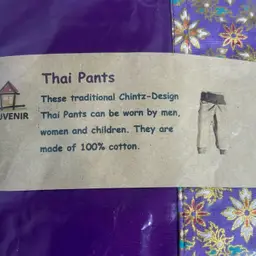 Thai Pants
These traditional Chintz-Design
Thai Pants can be worn by men,
women and children. They are
made of 100% cotton.
UVENIR